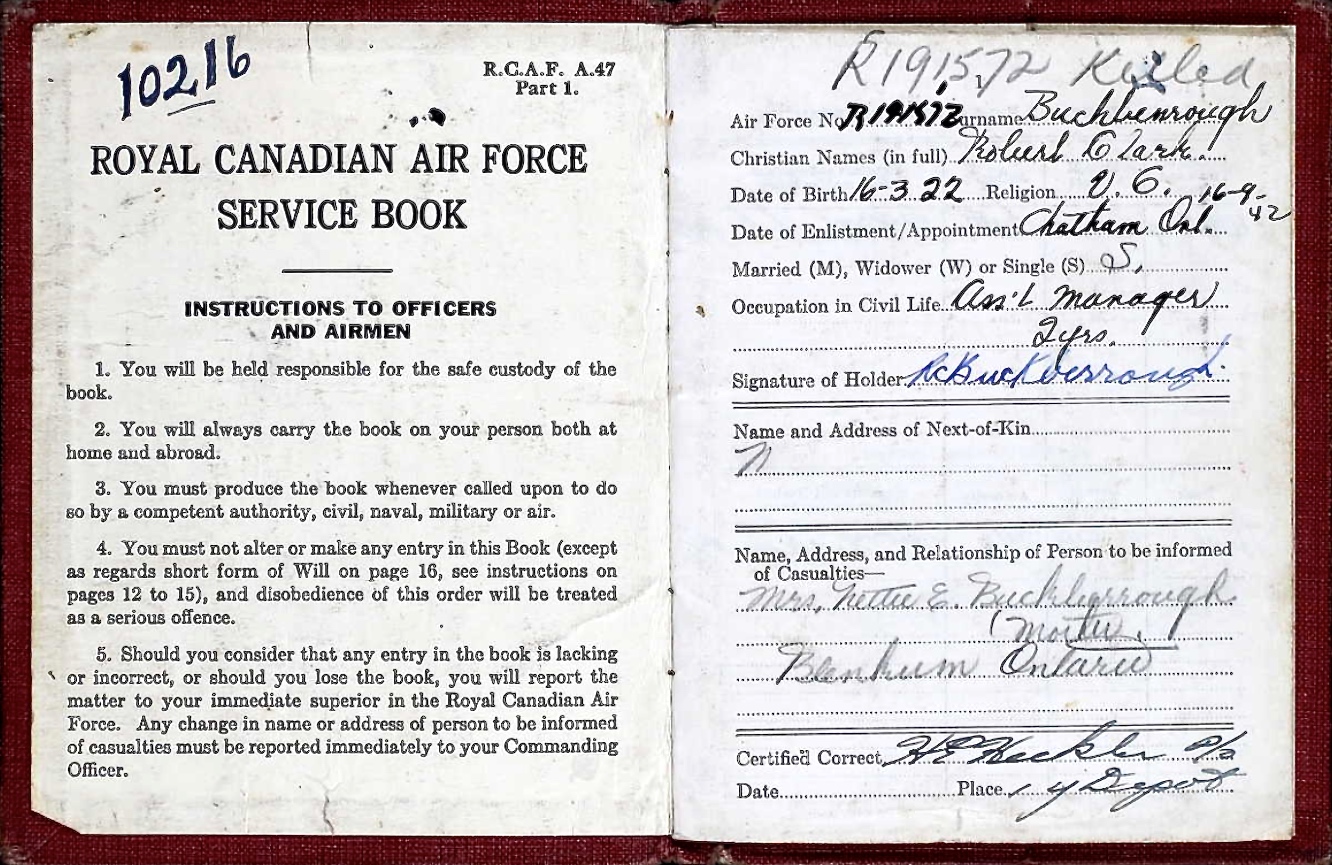 10216
R.C.A.F. A.47
Part 1.
ROYAL CANADIAN AIR FORCE
SERVICE BOOK
INSTRUCTIONS TO OFFICERS
AND AIRMEN
1. You will be held responsible for the safe custody of the
book.
2. You will always carry the book on your person both at
home and abroad.
3. You must produce the book whenever called upon to do
so by a competent authority, civil, naval, military or air.
4. You must not alter or make any entry in this Book (except
as regards short form of Will on page 16, see instructions on
pages 12 to 15), and disobedience of this order will be treated
as a serious offence.
5. Should you consider that any entry in the book is lacking
or incorrect, or should you lose the book, you will report the
matter to your immediate superior in the Royal Canadian Air
Force. Any change in name or address of person to be informed
of casualties must be reported immediately to your Commanding
Officer.
R191572 Killed
Air Force No. R191572 Surname Buckberrough
Christian Names (in full) Robert Clark.
Date of Birth 16-3-22 Religion U.C. 16-9-42
Date of Enlistment/Appointment Chatham Ont.
Married (M), Widower (W) or Single (S) S.
Occupation in Civil Life Ass't manager
2yrs.
Signature of Holder RCBuckberrough.
Name and Address of Next-of-Kin
Name, Address, and Relationship of Person to be informed
of Casualties—
Mrs. Nettie E. Buckberrough
(Mother)
Blenheim Ontario
Certified Correct
Date Place Depot